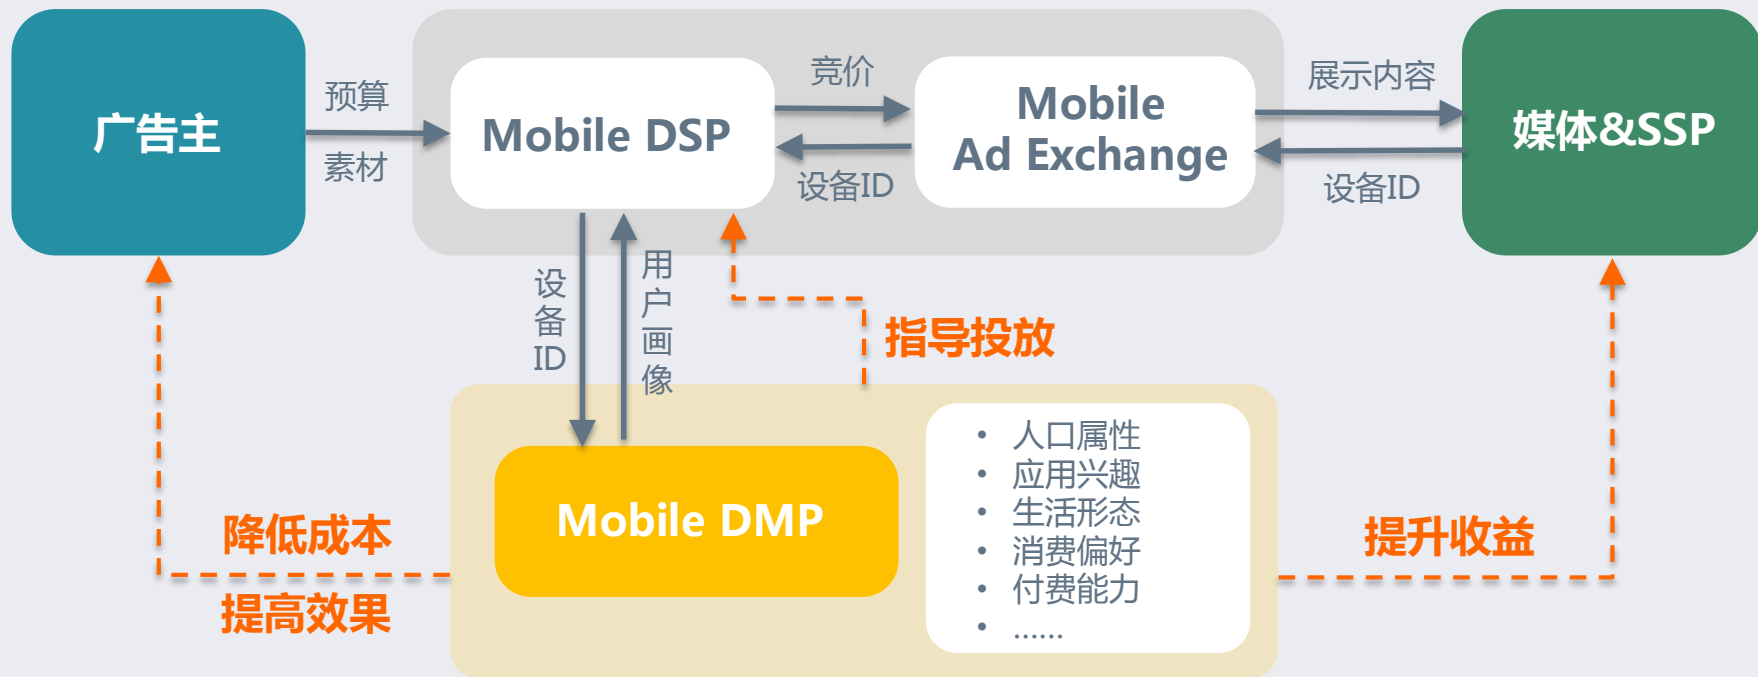 广告主
预算
素材
Mobile DSP
竞价
设备ID
Mobile
Ad Exchange
展示内容
设备ID
媒体&SSP
设备ID
用户画像
指导投放
Mobile DMP
• 人口属性
• 应用兴趣
• 生活形态
• 消费偏好
• 付费能力
• ......
降低成本
提高效果
提升收益